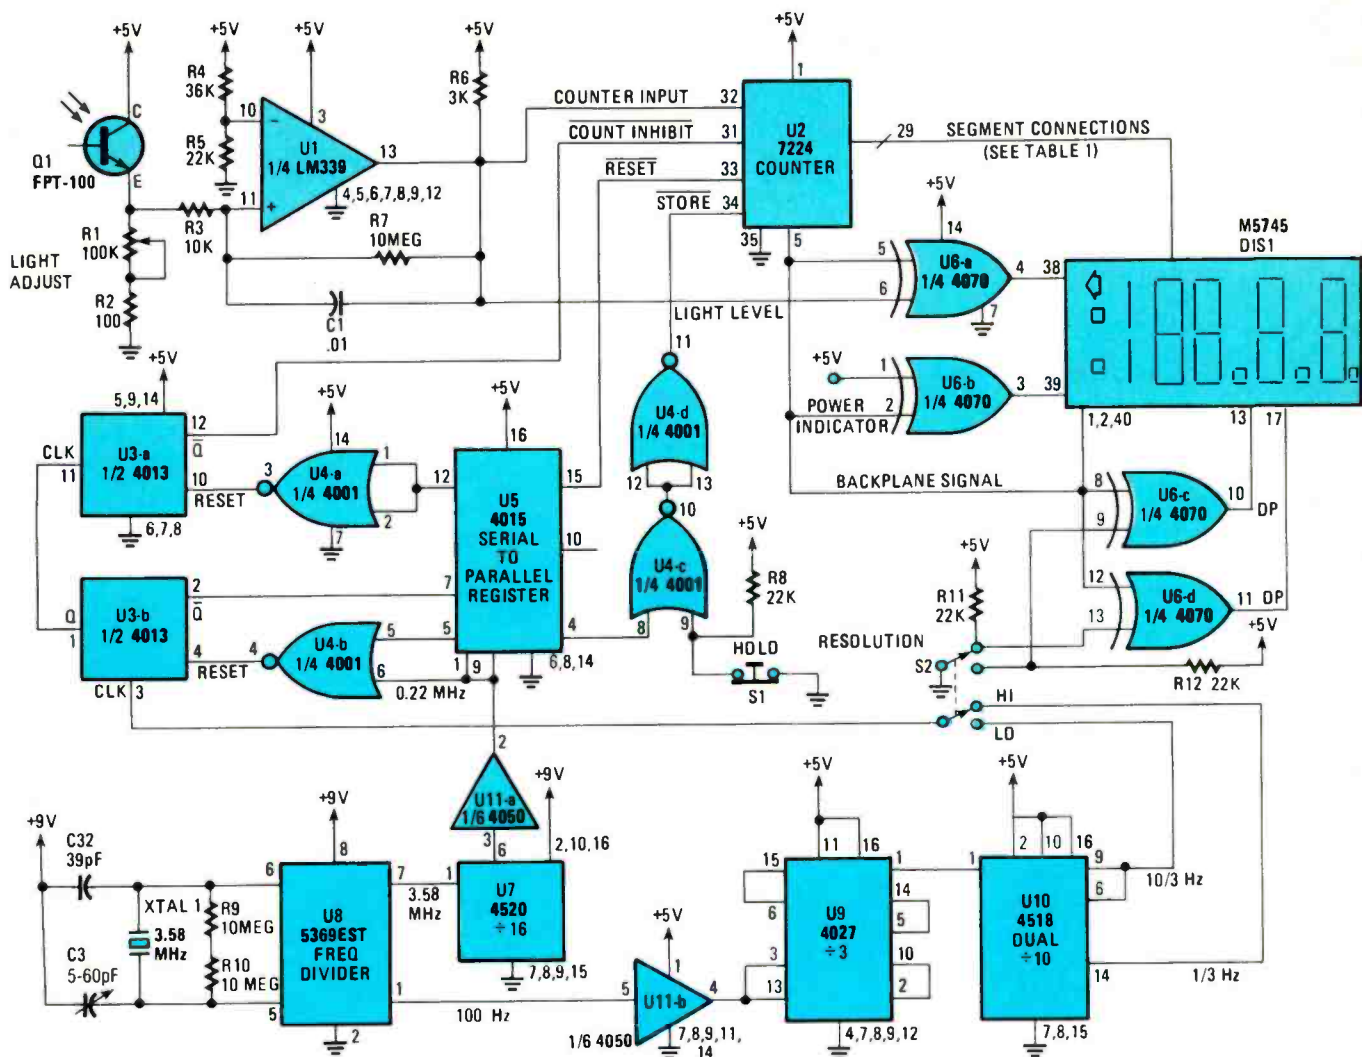 +5V
+5V
+5V
+5V
+5V
R4
36K
R6
3K
C
10
−
3
1
32
COUNTER INPUT
U1
1/4 LM339
13
COUNT INHIBIT
31
U2
7224
COUNTER
29
SEGMENT CONNECTIONS
(SEE TABLE 1)
Q1
FPT-100
R5
22K
E
11
+
4,5,6,7,8,9,12
RESET
33
STORE
34
+5V
R1
100K
LIGHT
ADJUST
R3
10K
R7
10MEG
35
5
14
M5745
DIS1
5
U6-a
1/4 4070
4
38
6
7
R2
100
C1
.01
LIGHT LEVEL
11
+5V
1
U6-b
1/4 4070
3
39
POWER
INDICATOR
2
1,2,40
13
17
+5V
5,9,14
+5V
+5V
U4-d
1/4 4001
12
13
BACKPLANE SIGNAL
CLK
11
U3-a
1/2 4013
12
Q
10
RESET
6,7,8
14
3
U4-a
1/4 4001
1
2
7
12
16
15
U5
4015
SERIAL
TO
PARALLEL
REGISTER
10
10
U4-c
1/4 4001
8
9
+5V
R8
22K
8
U6-c
1/4 4070
10
DP
9
+5V
R11
22K
12
U6-d
1/4 4070
11
DP
13
+5V
Q
1
U3-b
1/2 4013
2
Q
4
RESET
CLK
3
4
U4-b
1/4 4001
5
6
7
5
1
9
4
6,8,14
0.22 MHz
HOLD
S1
RESOLUTION
S2
R12 22K
HI
LO
+9V
C32
39pF
XTAL 1
3.58
MHz
C3
5-60pF
R9
10MEG
R10
10 MEG
+9V
8
6
5
U8
5369EST
FREQ
DIVIDER
7
1
2
3.58
MHz
100 Hz
2
U11-a
1/6 4050
3
+9V
6
2,10,16
1
U7
4520
÷16
7,8,9,15
+5V
1
5
U11-b
4
1/6 4050
7,8,9,11,
14
+5V
11
16
15
6
3
13
U9
4027
÷3
1
14
5
10
2
4,7,8,9,12
+5V
2
10
16
1
U10
4518
DUAL
÷10
9
6
14
7,8,15
10/3 Hz
1/3 Hz